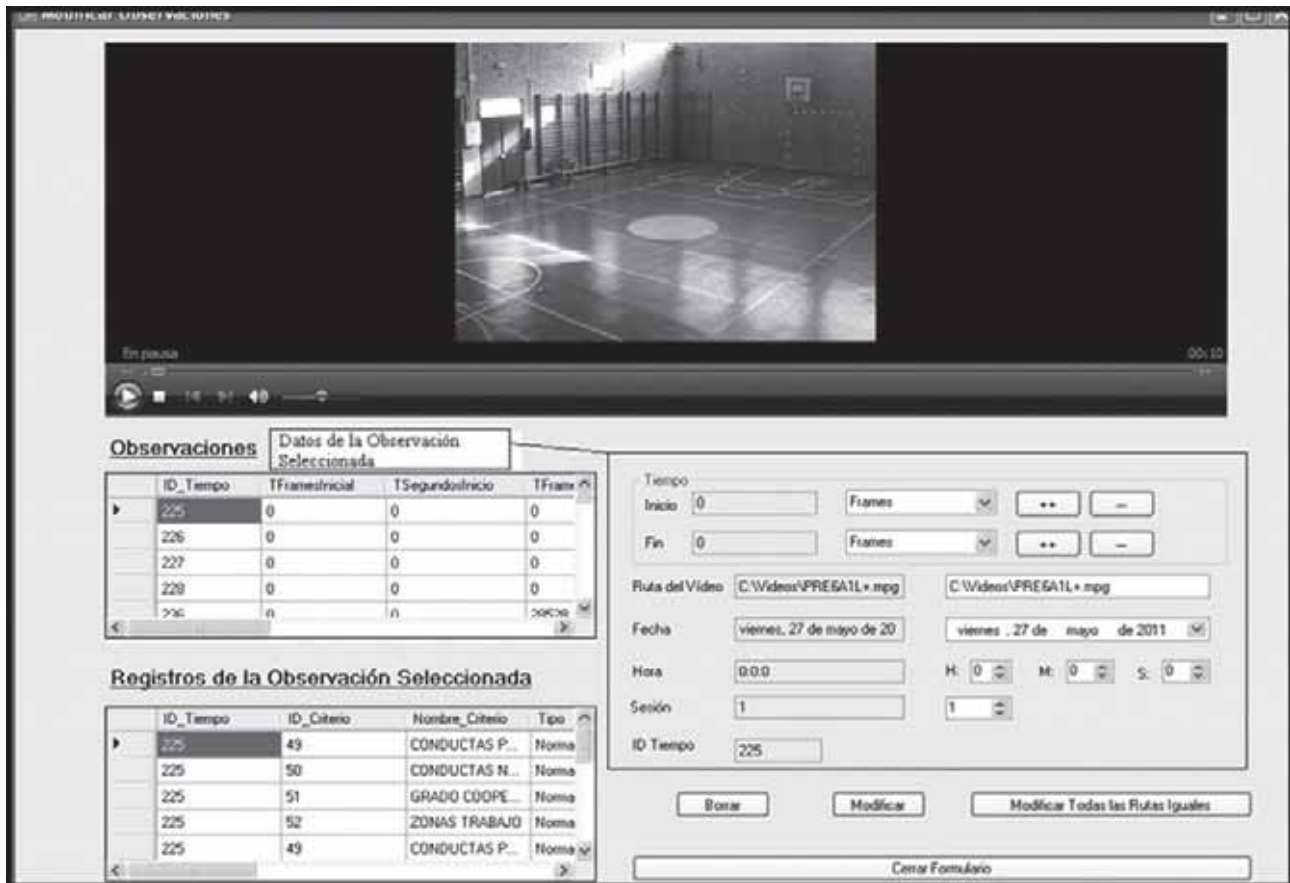 Modificar Observaciones
En pausa 00:10
Observaciones
Datos de la Observación
Seleccionada
ID_Tiempo TFramesInicial TSegundosInicio TFrame
225 0 0 0
226 0 0 0
227 0 0 0
228 0 0 0
236 0 0
Tiempo
Inicio 0 Frames ++ --
Fin 0 Frames ++ --
Ruta del Vídeo C:\Videos\PRE6A1L+.mpg C:\Videos\PRE6A1L+.mpg
Fecha viernes, 27 de mayo de 20 viernes , 27 de mayo de 2011
Hora 0:0:0 H: 0 M: 0 S: 0
Sesión 1 1
ID Tiempo 225
Registros de la Observación Seleccionada
ID_Tiempo ID_Criterio Nombre_Criterio Tipo
225 49 CONDUCTAS P... Norma
225 50 CONDUCTAS N... Norma
225 51 GRADO COOPE... Norma
225 52 ZONAS TRABAJO Norma
225 49 CONDUCTAS P... Norma
Borrar Modificar Modificar Todas las Rutas Iguales
Cerrar Formulario